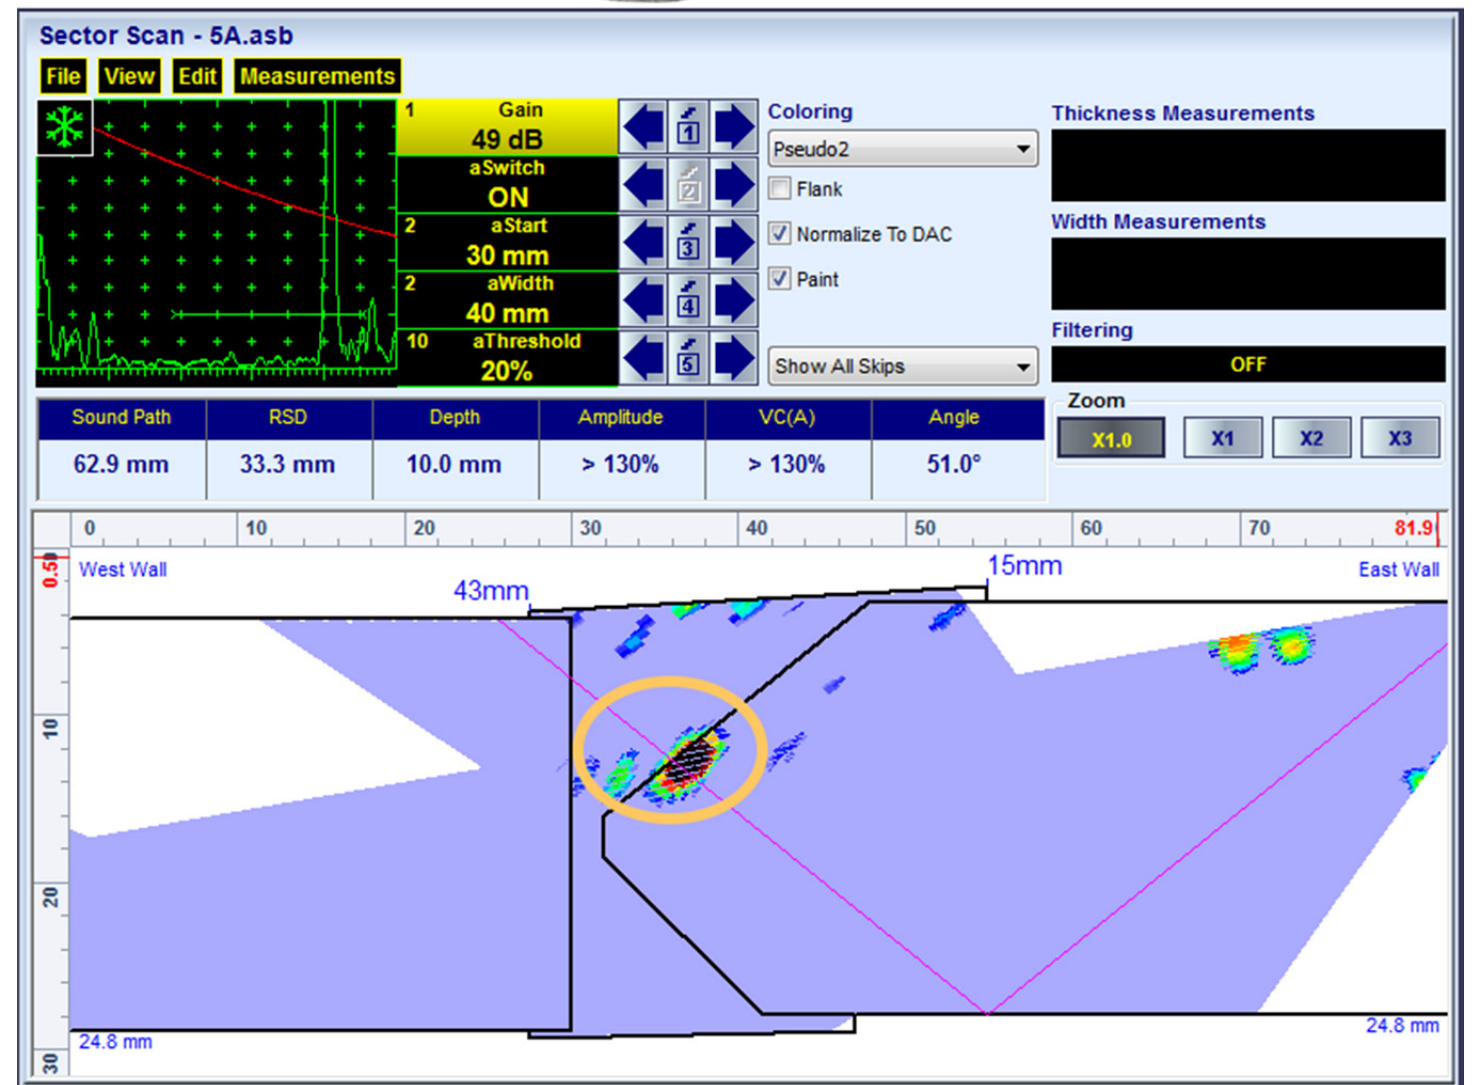 Sector Scan - 5A.asb
File View Edit Measurements
1 Gain
49 dB
1
aSwitch
ON
2
2 aStart
30 mm
3
2 aWidth
40 mm
4
10 aThreshold
20%
5
Coloring
Pseudo2
Flank
Normalize To DAC
Paint
Show All Skips
Thickness Measurements
Width Measurements
Filtering
OFF
Zoom
X1.0 X1 X2 X3
Sound Path RSD Depth Amplitude VC(A) Angle
62.9 mm 33.3 mm 10.0 mm > 130% > 130% 51.0°
0 10 20 30 40 50 60 70 81.9
0.50
West Wall
43mm
15mm
East Wall
10
20
30
24.8 mm
24.8 mm